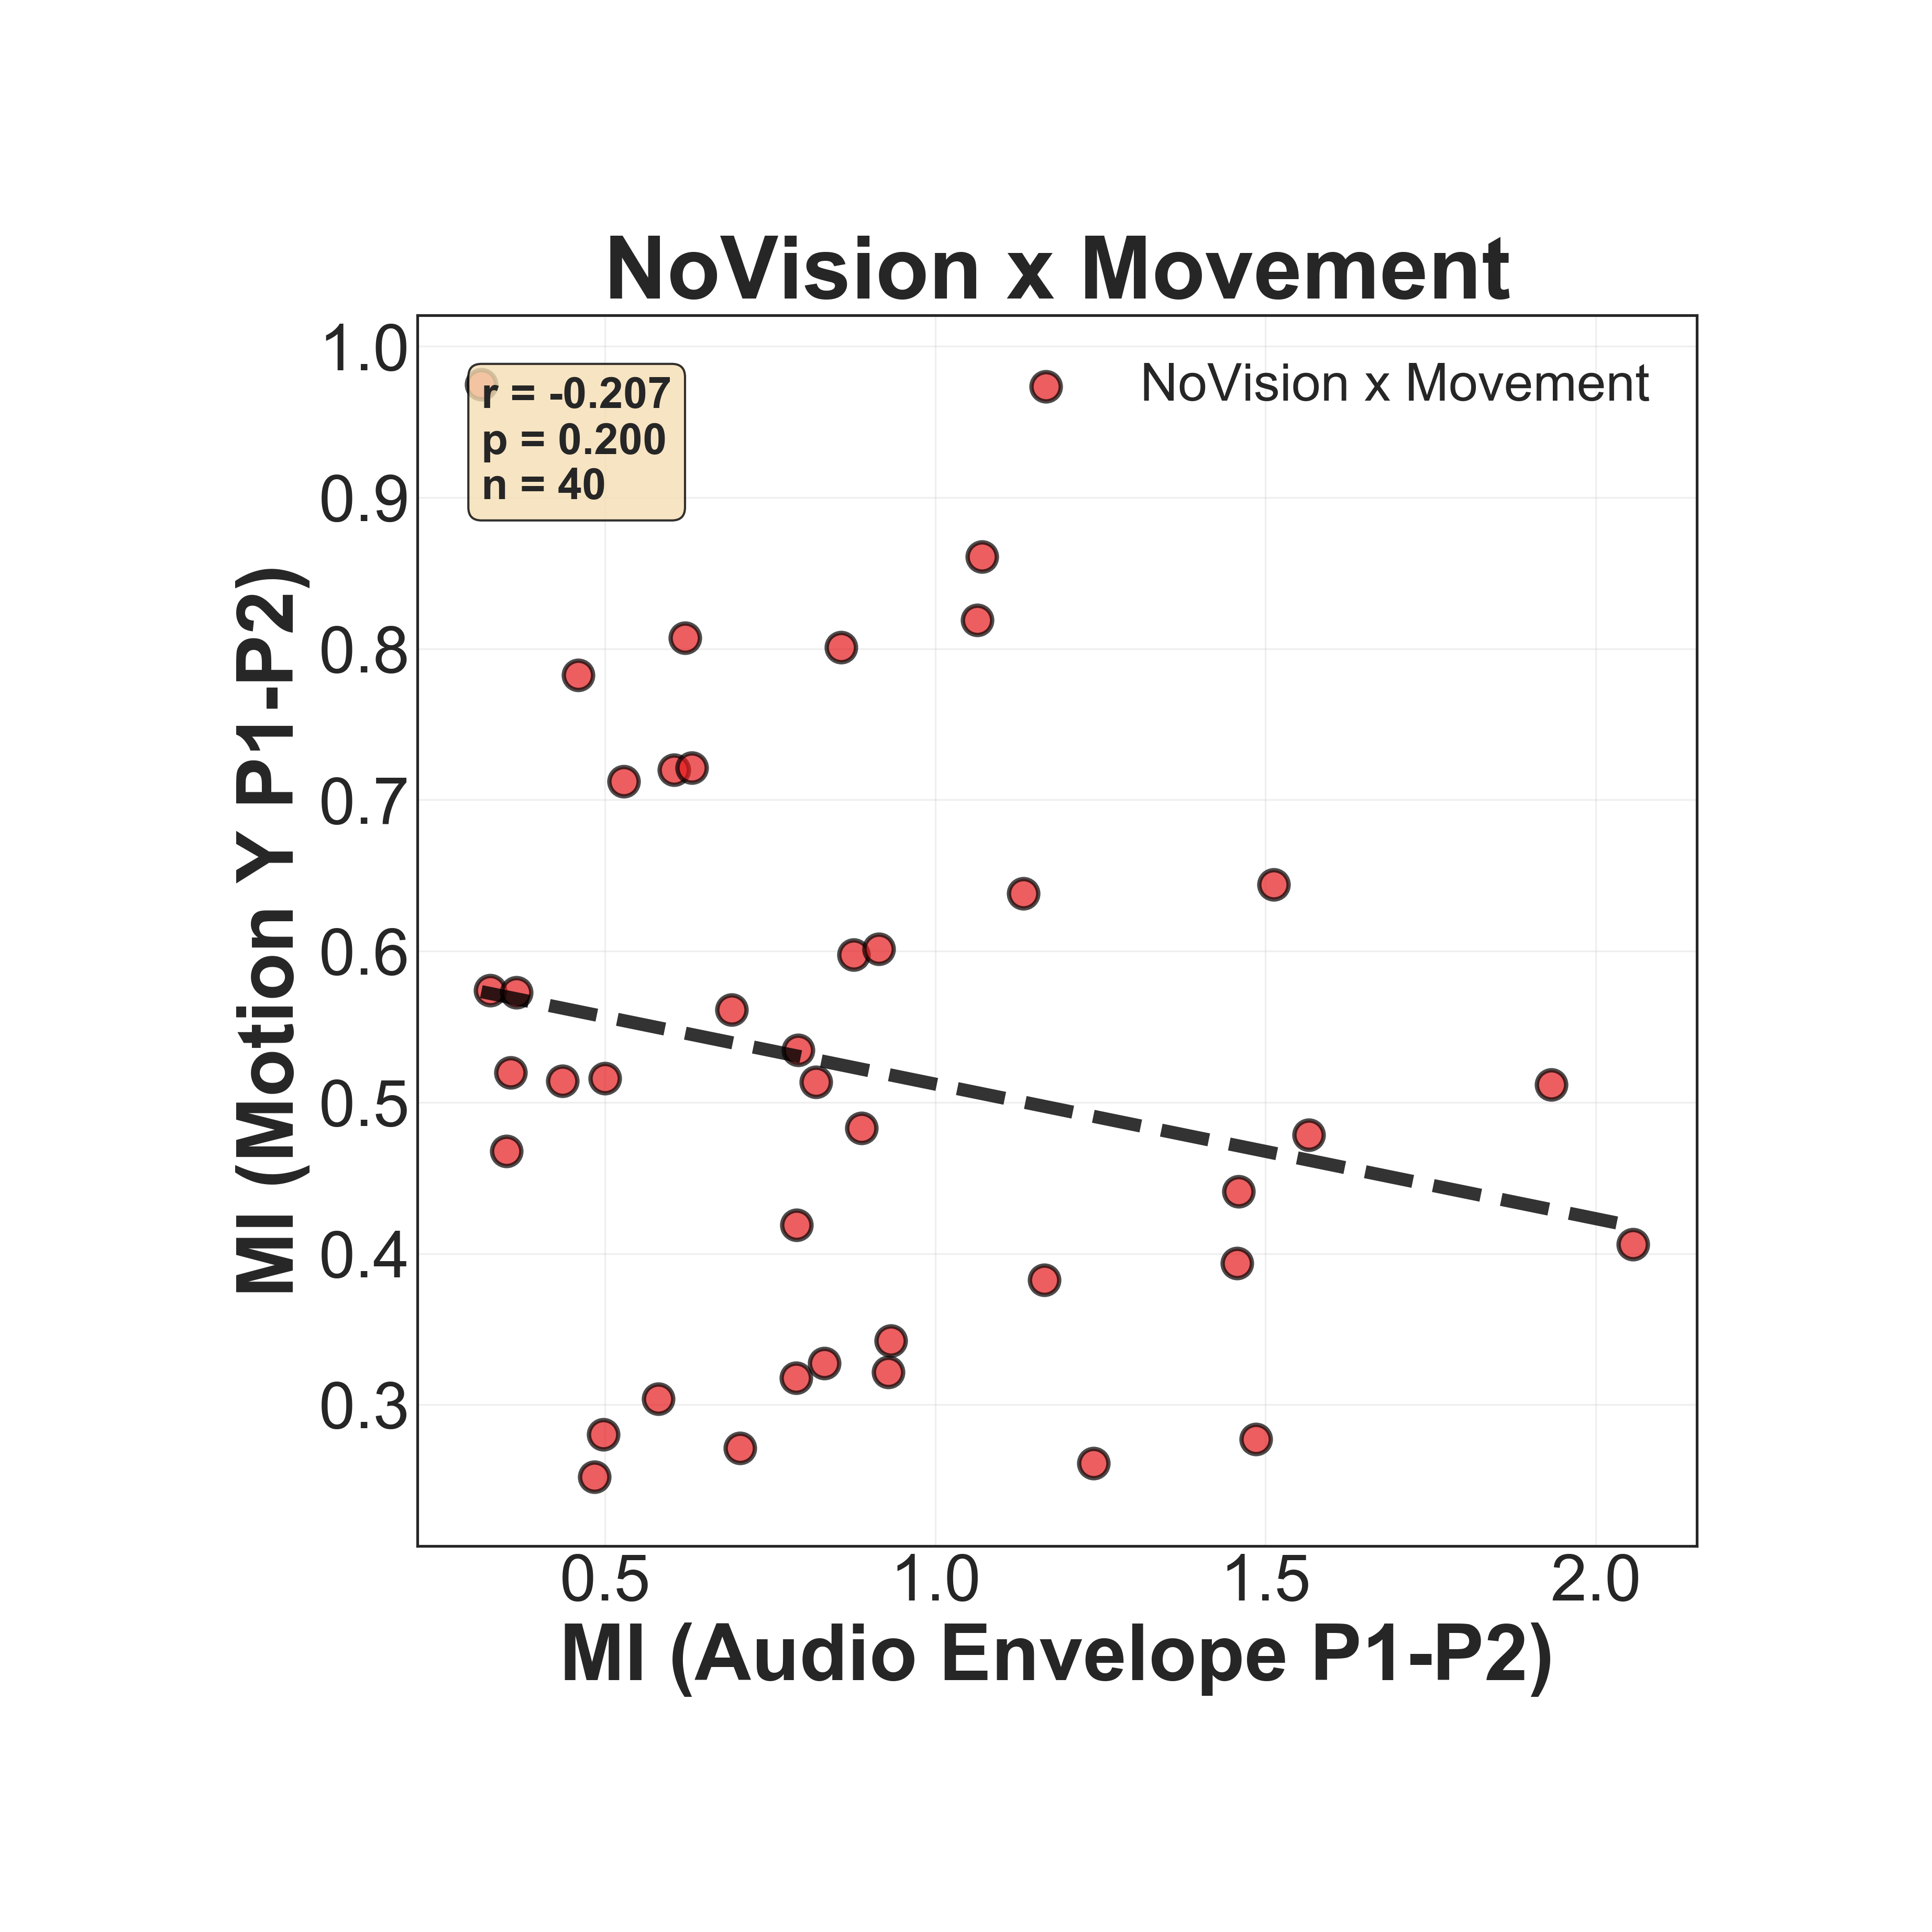 NoVision x Movement
1.0
0.9
0.8
0.7
0.6
0.5
0.4
0.3
MI (Motion Y P1-P2)
r = -0.207
p = 0.200
n = 40
NoVision x Movement
0.5
1.0
1.5
2.0
MI (Audio Envelope P1-P2)